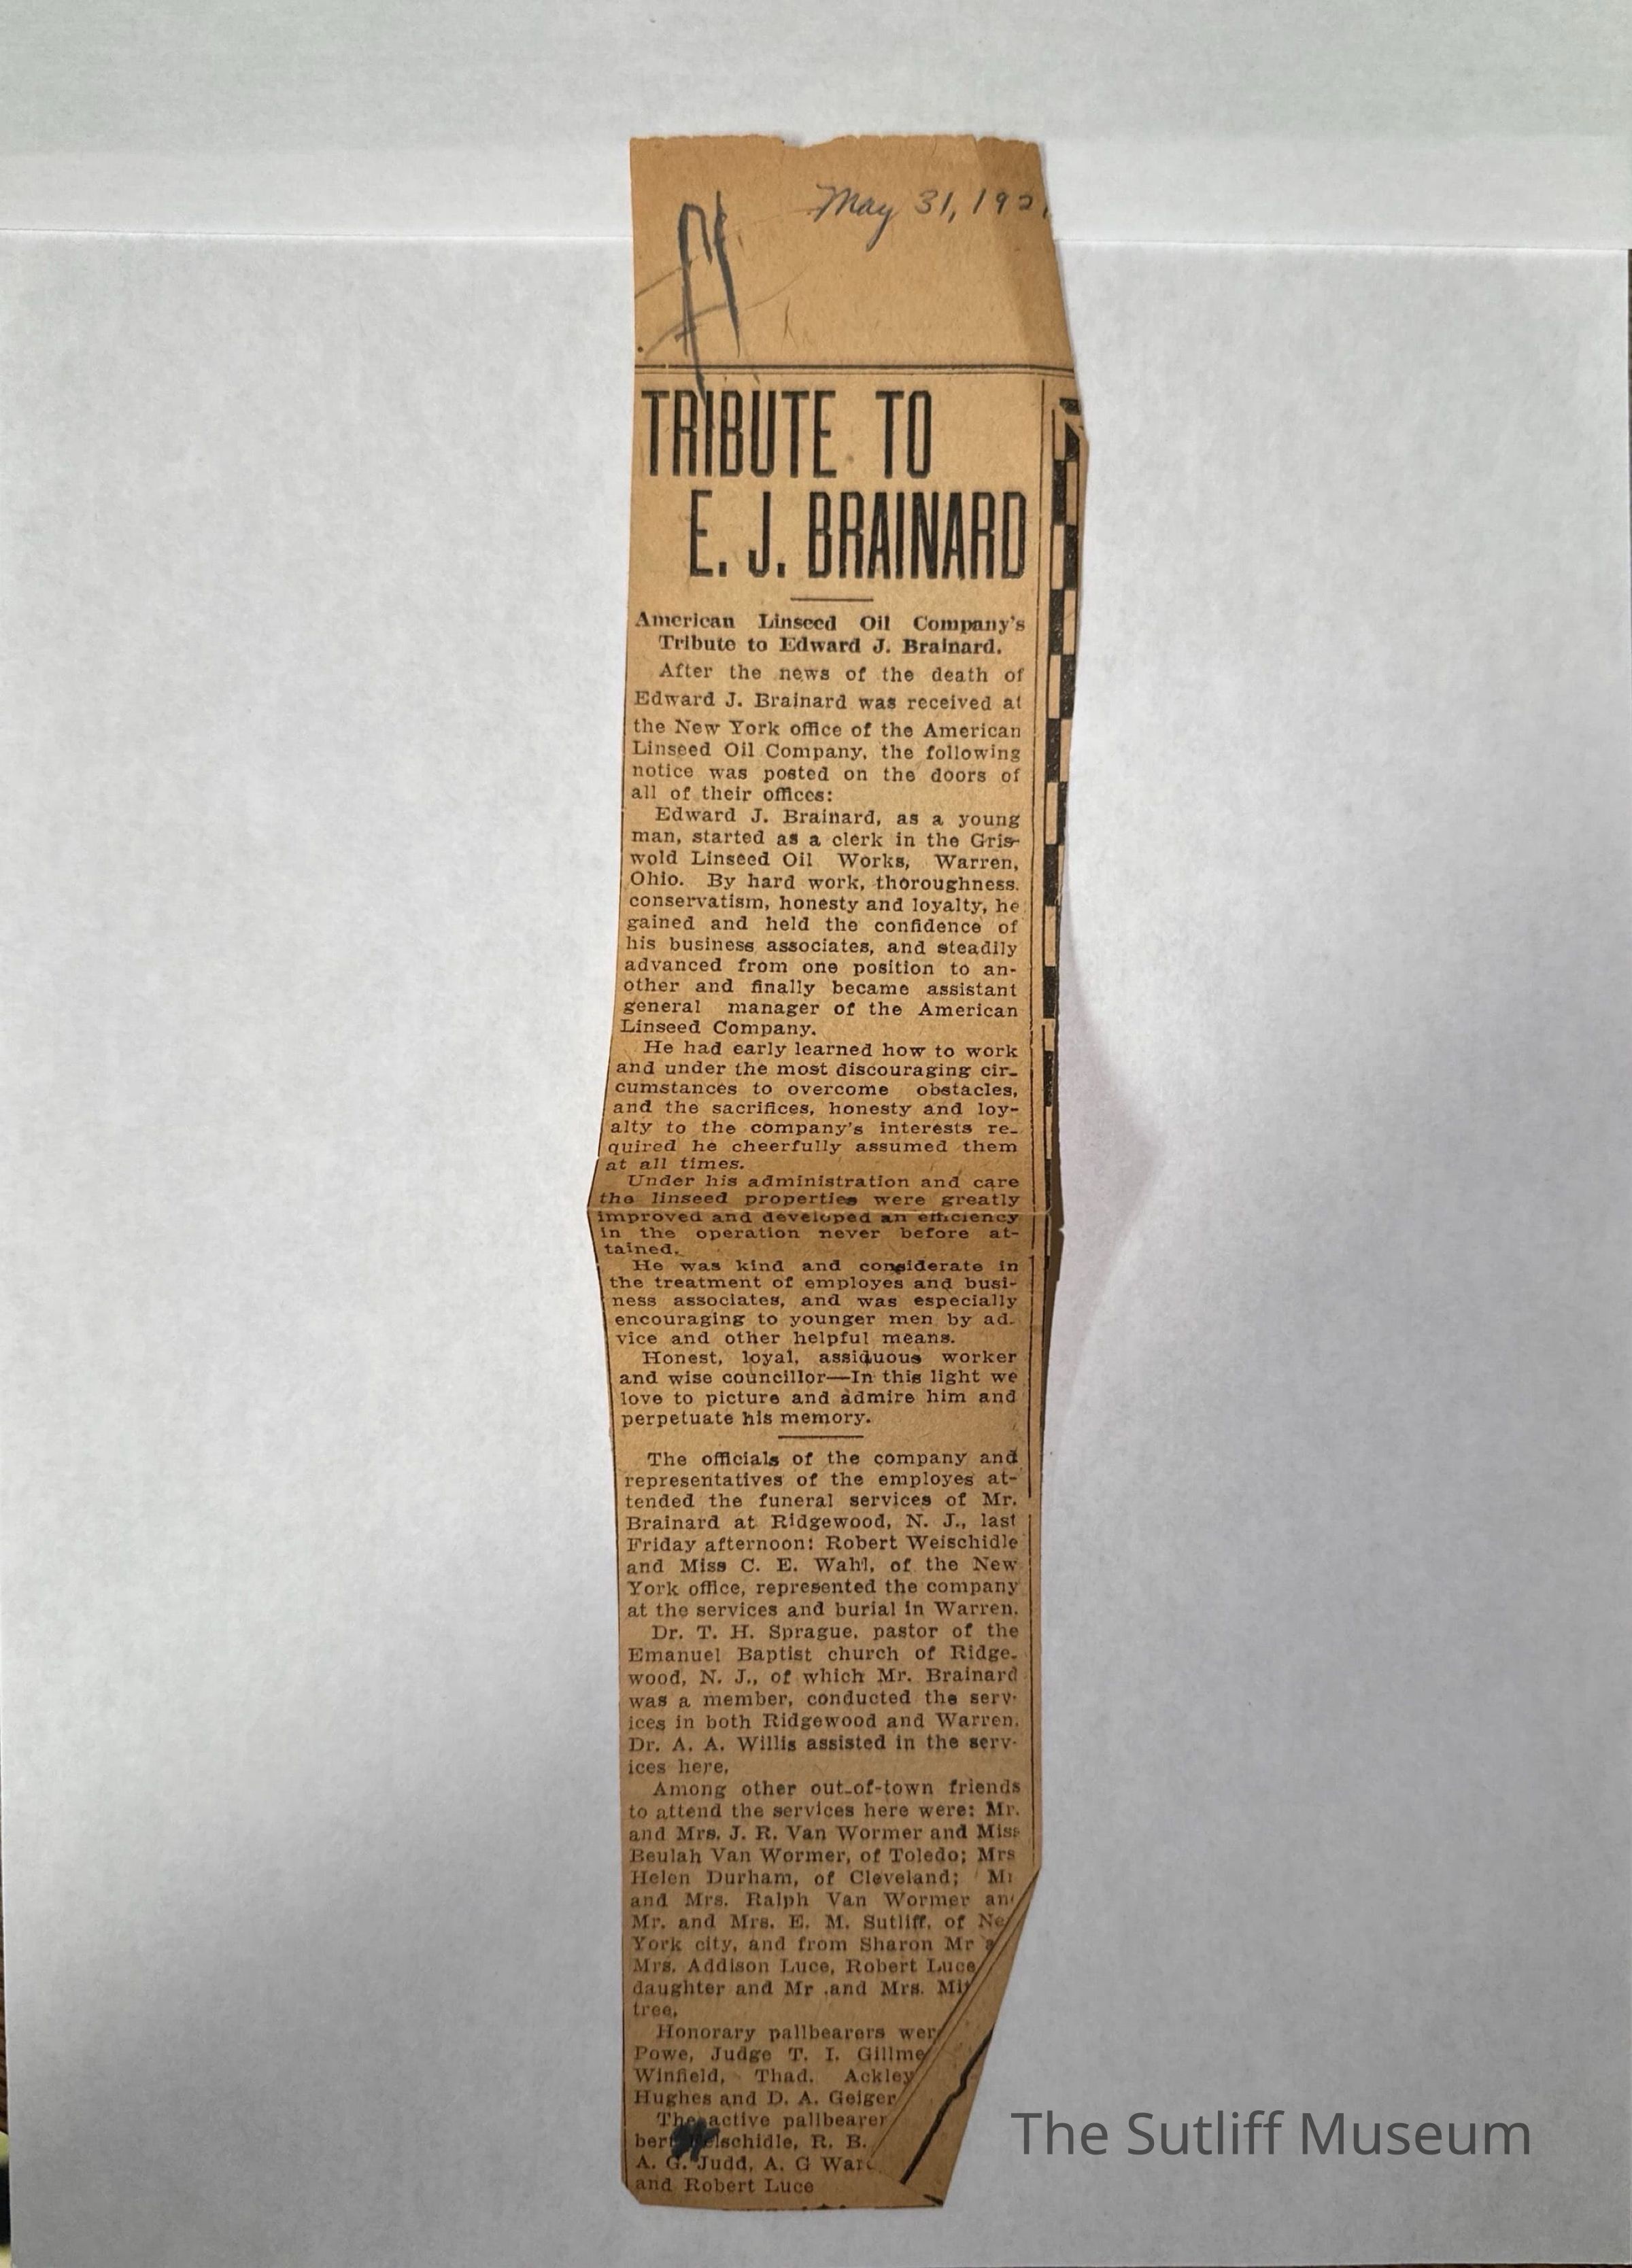 May 31, 192
TRIBUTE TO
E. J. BRAINARD
American Linseed Oil Company's
Tribute to Edward J. Brainard.
After the news of the death of
Edward J. Brainard was received at
the New York office of the American
Linseed Oil Company, the following
notice was posted on the doors of
all of their offices:
Edward J. Brainard, as a young
man, started as a clerk in the Gris-
wold Linseed Oil Works, Warren,
Ohio. By hard work, thoroughness.
conservatism, honesty and loyalty, he
gained and held the confidence of
his business associates, and steadily
advanced from one position to an-
other and finally became assistant
general manager of the American
Linseed Company.
He had early learned how to work
and under the most discouraging cir-
cumstances to overcome obstacles,
and the sacrifices, honesty and loy-
alty to the company's interests re-
quired he cheerfully assumed them
at all times.
Under his administration and care
the linseed properties were greatly
improved and developed an efficiency
in the operation never before at-
tained.
He was kind and considerate in
the treatment of employes and busi-
ness associates, and was especially
encouraging to younger men by ad-
vice and other helpful means.
Honest, loyal, assiduous worker
and wise councillor—In this light we
love to picture and admire him and
perpetuate his memory.
The officials of the company and
representatives of the employes at-
tended the funeral services of Mr.
Brainard at Ridgewood, N. J., last
Friday afternoon: Robert Weischidle
and Miss C. E. Wahl, of the New
York office, represented the company
at the services and burial in Warren.
Dr. T. H. Sprague, pastor of the
Emanuel Baptist church of Ridge-
wood, N. J., of which Mr. Brainard
was a member, conducted the serv-
ices in both Ridgewood and Warren.
Dr. A. A. Willis assisted in the serv-
ices here,
Among other out-of-town friends
to attend the services here were: Mr.
and Mrs. J. R. Van Wormer and Miss
Beulah Van Wormer, of Toledo; Mrs
Helen Durham, of Cleveland; Mr
and Mrs. Ralph Van Wormer and
Mr. and Mrs. E. M. Sutliff, of Ne
York city, and from Sharon Mr a
Mrs. Addison Luce, Robert Luce
daughter and Mr .and Mrs. Mit
tree.
Honorary pallbearers wer
Powe, Judge T. I. Gillme
Winfield, Thad. Ackley
Hughes and D. A. Geiger
The active pallbearer
bert Weischidle, R. B.
A. G. Judd, A. G War
and Robert Luce
The Sutliff Museum